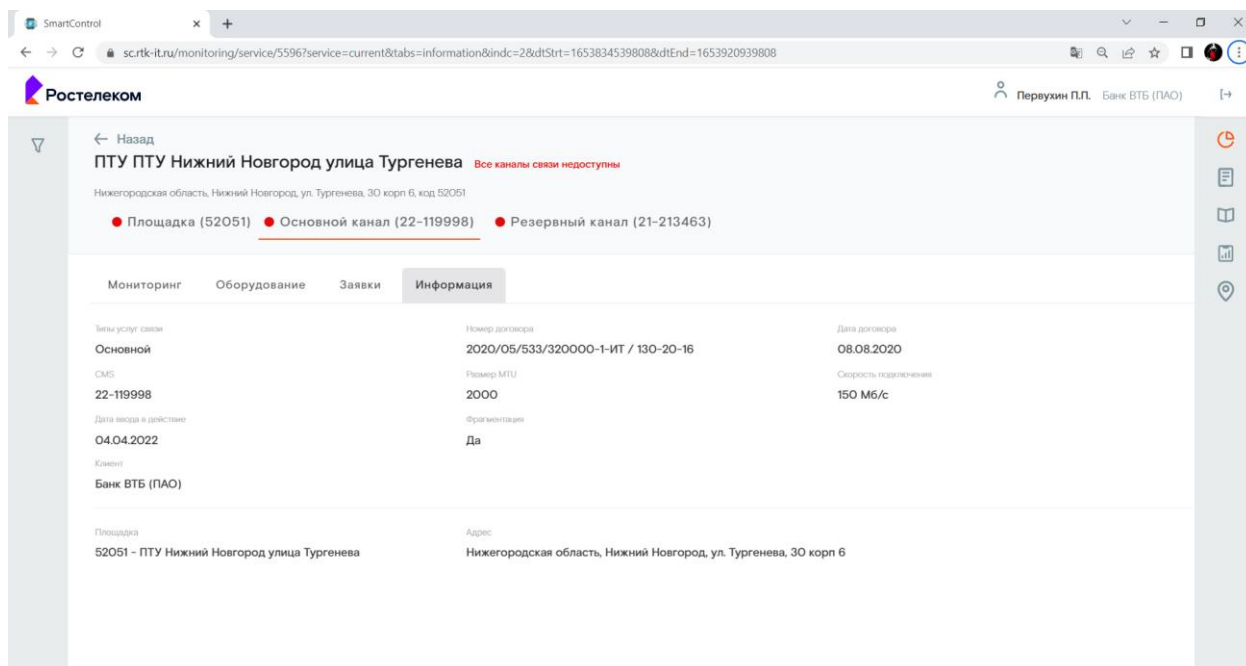 SmartControl
sc.rtk-it.ru/monitoring/service/5596?service=current&tabs=information&indc=2&dtStrt=1653834539808&dtEnd=1653920939808
Ростелеком
Первухин П.П. Банк ВТБ (ПАО)
Назад
ПТУ ПТУ Нижний Новгород улица Тургенева Все каналы связи недоступны
Нижегородская область, Нижний Новгород, ул. Тургенева, 30 корп 6, код 52051
Площадка (52051) Основной канал (22-119998) Резервный канал (21-213463)
Мониторинг Оборудование Заявки Информация
Типы услуг связи Номер договора Дата договора
Основной 2020/05/533/320000-1-ИТ / 130-20-16 08.08.2020
CMS Размер MTU Скорость подключения
22-119998 2000 150 Мб/с
Дата ввода в действие Фрагментация
04.04.2022 Да
Клиент
Банк ВТБ (ПАО)
Площадка Адрес
52051 - ПТУ Нижний Новгород улица Тургенева Нижегородская область, Нижний Новгород, ул. Тургенева, 30 корп 6